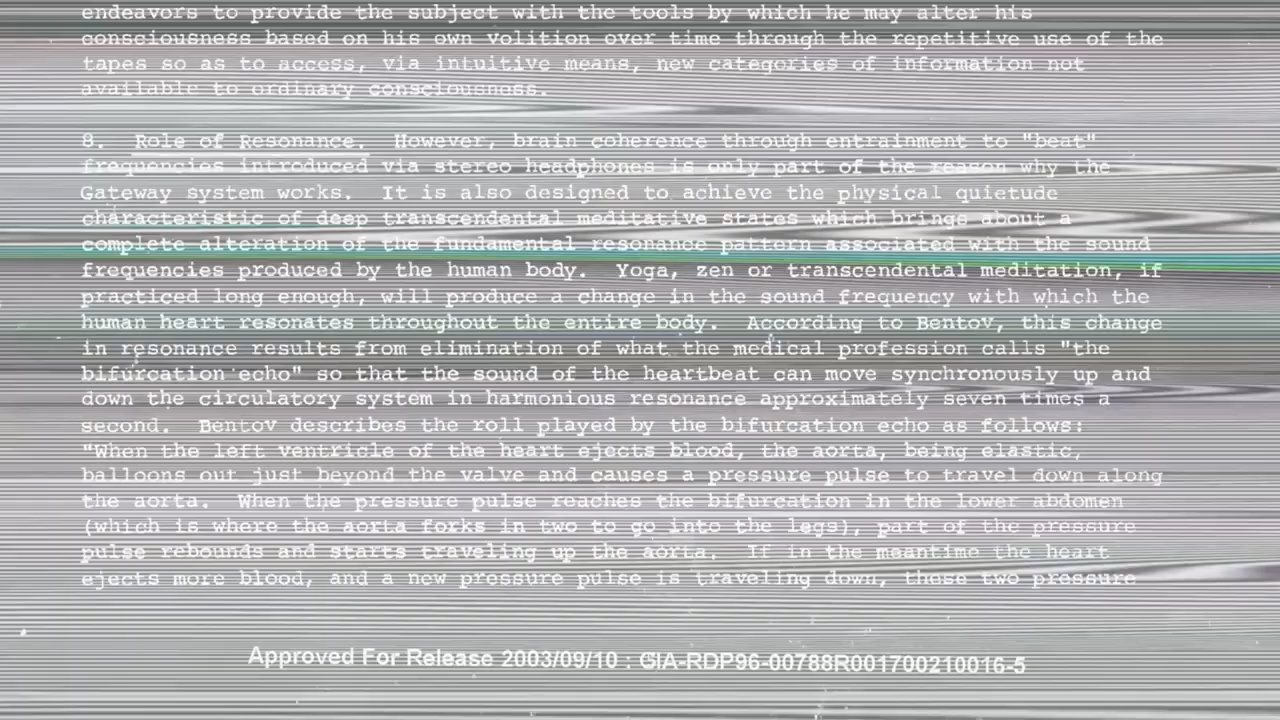 endeavors to provide the subject with the tools by which he may alter his
consciousness based on his own volition over time through the repetitive use of the
tapes so as to access, via intuitive means, new categories of information not
available to ordinary consciousness.
8. Role of Resonance. However, brain coherence through entrainment to "beat"
frequencies introduced via stereo headphones is only part of the reason why the
Gateway system works. It is also designed to achieve the physical quietude
characteristic of deep transcendental meditative states which brings about a
complete alteration of the fundamental resonance pattern associated with the sound
frequencies produced by the human body. Yoga, zen or transcendental meditation, if
practiced long enough, will produce a change in the sound frequency with which the
human heart resonates throughout the entire body. According to Bentov, this change
in resonance results from elimination of what the medical profession calls "the
bifurcation echo" so that the sound of the heartbeat can move synchronously up and
down the circulatory system in harmonious resonance approximately seven times a
second. Bentov describes the roll played by the bifurcation echo as follows:
"When the left ventricle of the heart ejects blood, the aorta, being elastic,
balloons out just beyond the valve and causes a pressure pulse to travel down along
the aorta. When the pressure pulse reaches the bifurcation in the lower abdomen
(which is where the aorta forks in two to go into the legs), part of the pressure
pulse rebounds and starts traveling up the aorta. If in the meantime the heart
ejects more blood, and a new pressure pulse is traveling down, these two pressure
Approved For Release 2003/09/10 : CIA-RDP96-00788R001700210016-5